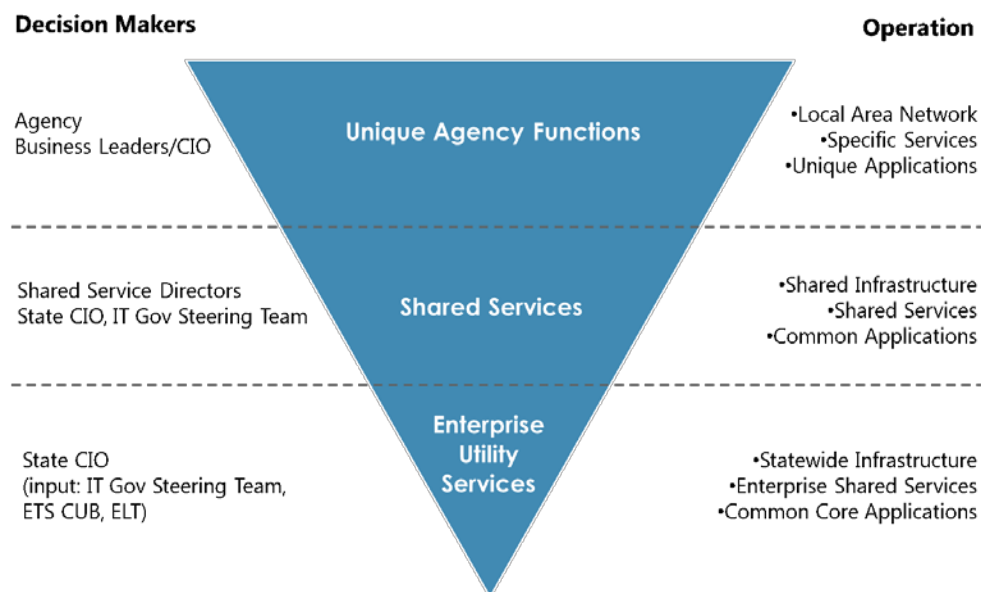 Decision Makers
Operation
Agency
Business Leaders/CIO
Unique Agency Functions
•Local Area Network
•Specific Services
•Unique Applications
Shared Service Directors
State CIO, IT Gov Steering Team
Shared Services
•Shared Infrastructure
•Shared Services
•Common Applications
State CIO
(input: IT Gov Steering Team,
ETS CUB, ELT)
Enterprise
Utility
Services
•Statewide Infrastructure
•Enterprise Shared Services
•Common Core Applications